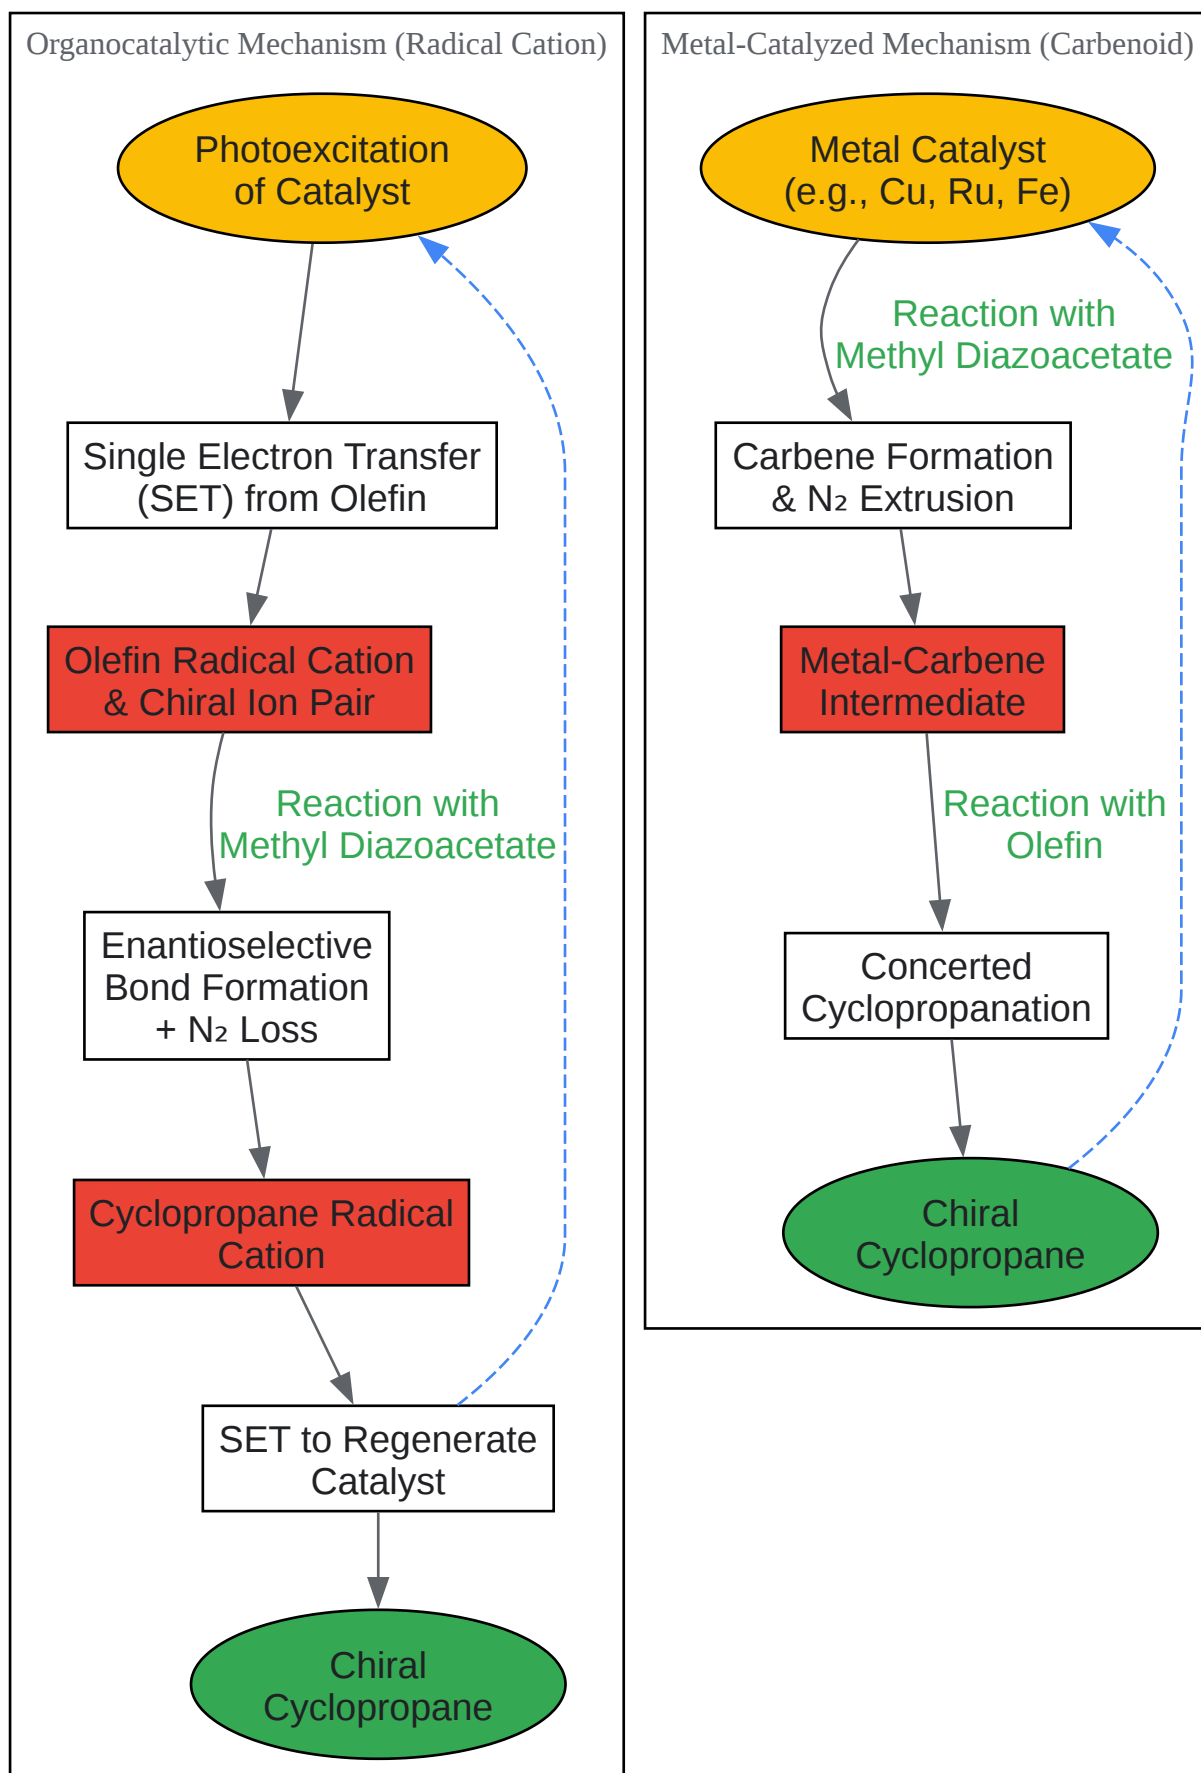 Organocatalytic Mechanism (Radical Cation)
Photoexcitation
of Catalyst
Single Electron Transfer
(SET) from Olefin
Olefin Radical Cation
& Chiral Ion Pair
Reaction with
Methyl Diazoacetate
Enantioselective
Bond Formation
+ N₂ Loss
Cyclopropane Radical
Cation
SET to Regenerate
Catalyst
Chiral
Cyclopropane
Metal-Catalyzed Mechanism (Carbenoid)
Metal Catalyst
(e.g., Cu, Ru, Fe)
Reaction with
Methyl Diazoacetate
Carbene Formation
& N₂ Extrusion
Metal-Carbene
Intermediate
Reaction with
Olefin
Concerted
Cyclopropanation
Chiral
Cyclopropane